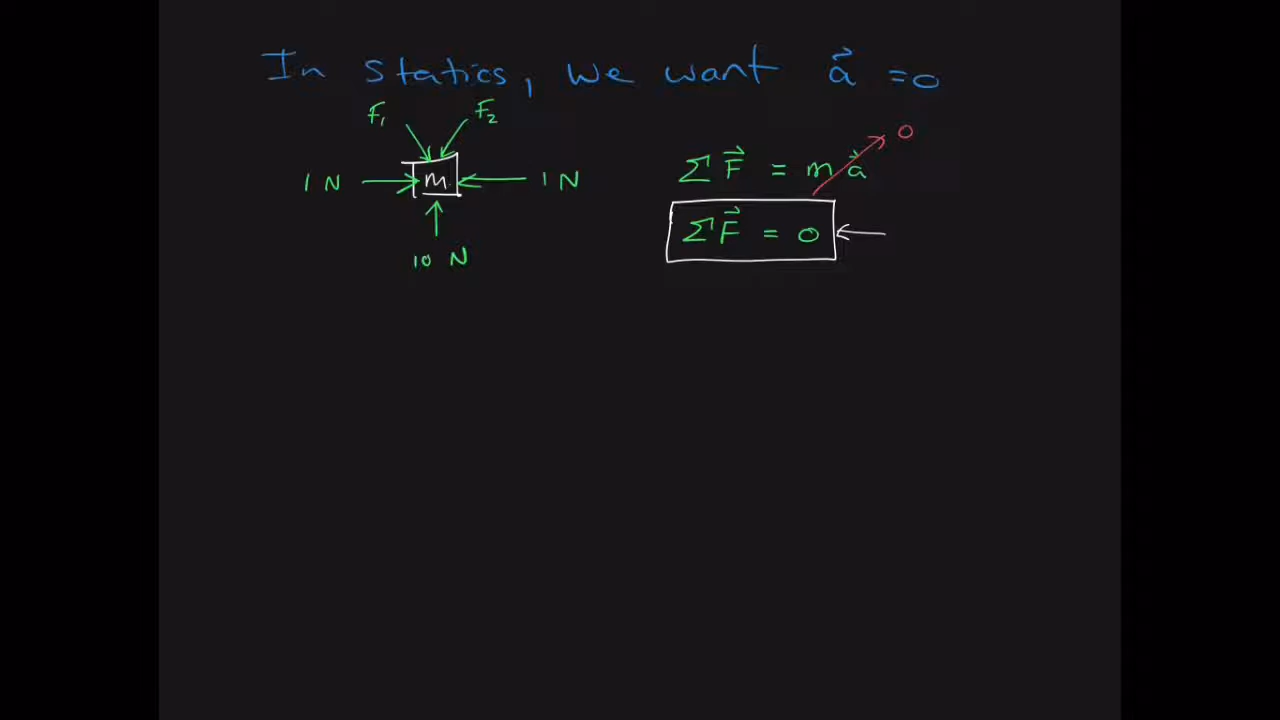 In statics, we want a⃗ = 0
F₁ F₂
1 N m 1 N
10 N
ΣF⃗ = ma⃗ 0
ΣF⃗ = 0